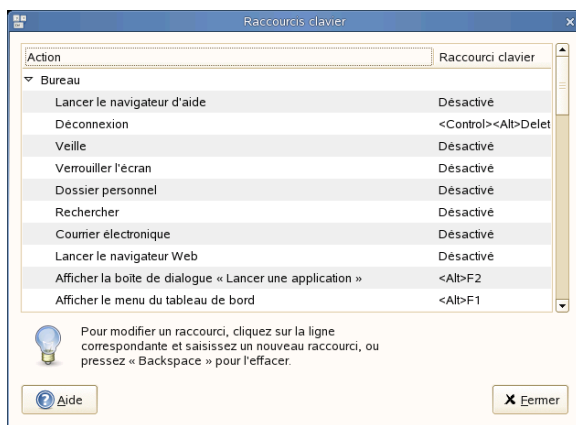 Raccourcis clavier
Action Raccourci clavier
Bureau
Lancer le navigateur d'aide Désactivé
Déconnexion <Control><Alt>Delet
Veille Désactivé
Verrouiller l'écran Désactivé
Dossier personnel Désactivé
Rechercher Désactivé
Courrier électronique Désactivé
Lancer le navigateur Web Désactivé
Afficher la boîte de dialogue « Lancer une application » <Alt>F2
Afficher le menu du tableau de bord <Alt>F1
Pour modifier un raccourci, cliquez sur la ligne
correspondante et saisissez un nouveau raccourci, ou
pressez « Backspace » pour l'effacer.
Aide Fermer